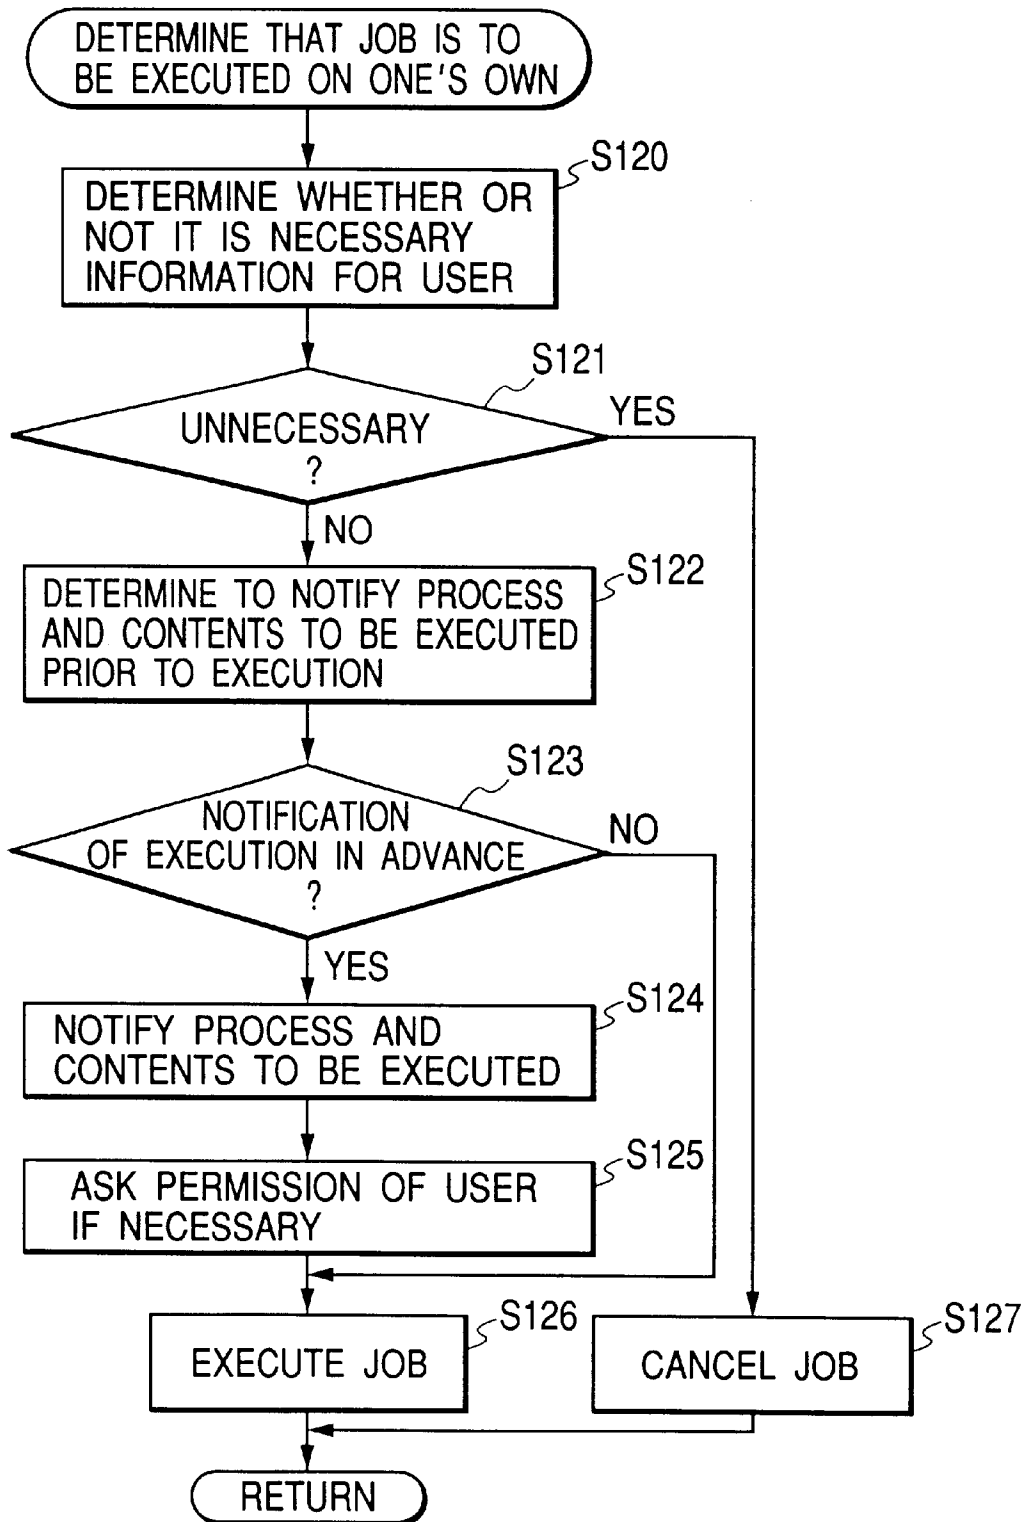 DETERMINE THAT JOB IS TO
BE EXECUTED ON ONE'S OWN
S120
DETERMINE WHETHER OR
NOT IT IS NECESSARY
INFORMATION FOR USER
S121
UNNECESSARY
?
YES
NO
S122
DETERMINE TO NOTIFY PROCESS
AND CONTENTS TO BE EXECUTED
PRIOR TO EXECUTION
S123
NOTIFICATION
OF EXECUTION IN ADVANCE
?
NO
YES
S124
NOTIFY PROCESS AND
CONTENTS TO BE EXECUTED
S125
ASK PERMISSION OF USER
IF NECESSARY
S126
EXECUTE JOB
S127
CANCEL JOB
RETURN